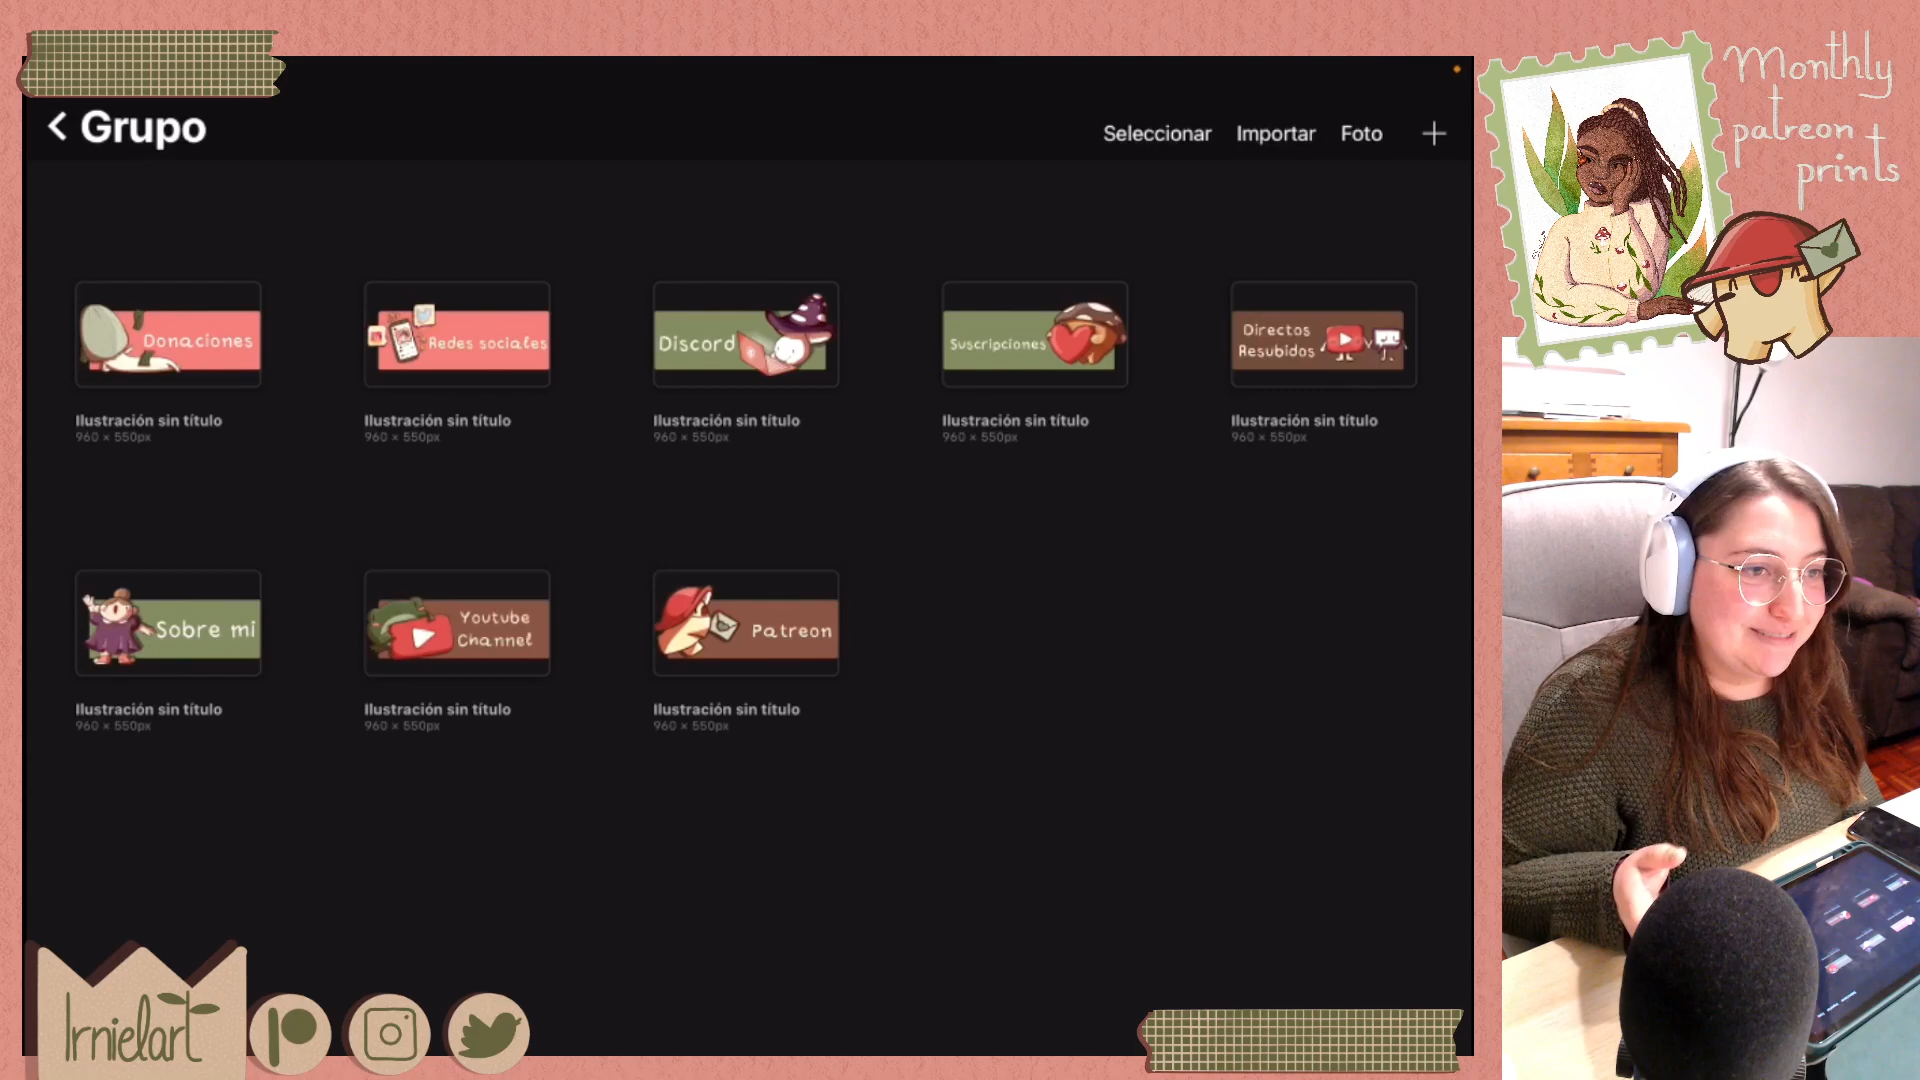 Monthly
patreon
prints
Grupo
Seleccionar Importar Foto
Donaciones
Ilustración sin título
960 × 550px
Redes sociales
Ilustración sin título
960 × 550px
Discord
Ilustración sin título
960 × 550px
Suscripciones
Ilustración sin título
960 × 550px
Directos
Resubidos
Ilustración sin título
960 × 550px
Sobre mi
Ilustración sin título
960 × 550px
Youtube
Channel
Ilustración sin título
960 × 550px
Patreon
Ilustración sin título
960 × 550px
Irnielart